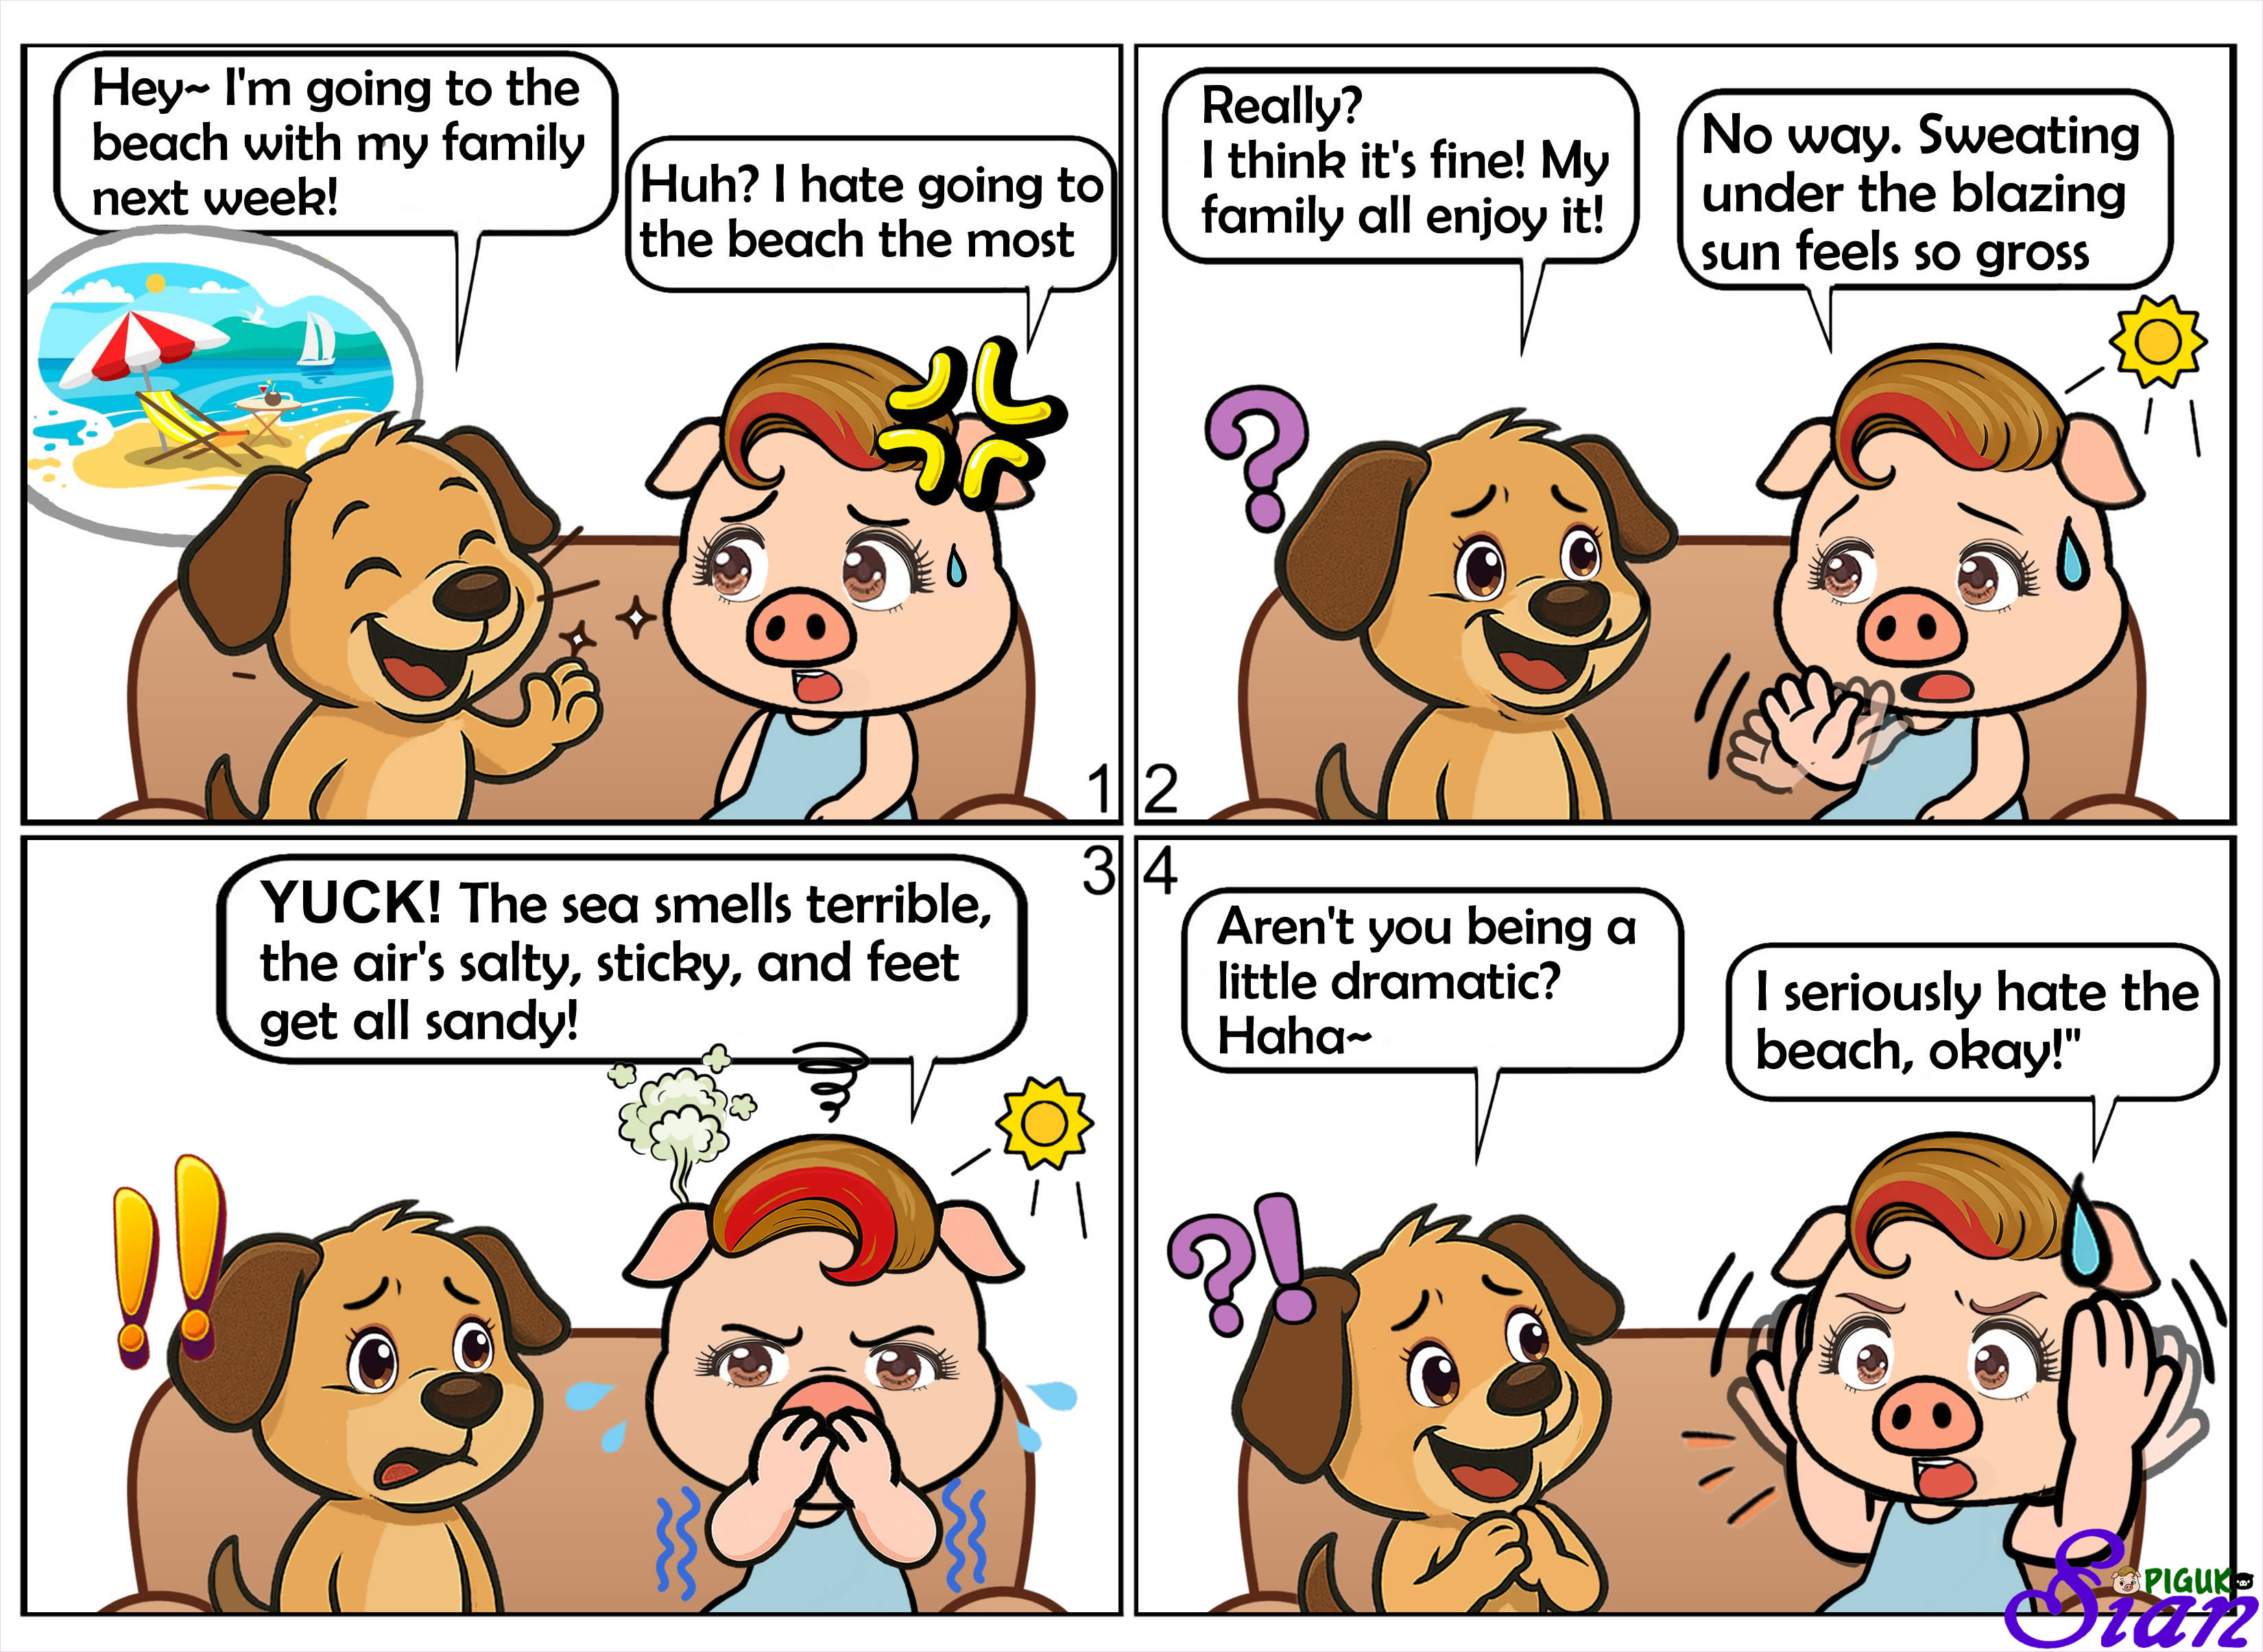 Hey~ I'm going to the
beach with my family
next week!
Huh? I hate going to
the beach the most
1
Really?
I think it's fine! My
family all enjoy it!
No way. Sweating
under the blazing
sun feels so gross
2
YUCK! The sea smells terrible,
the air's salty, sticky, and feet
get all sandy!
3
4
Aren't you being a
little dramatic?
Haha~
I seriously hate the
beach, okay!"
PIGUK
Sian